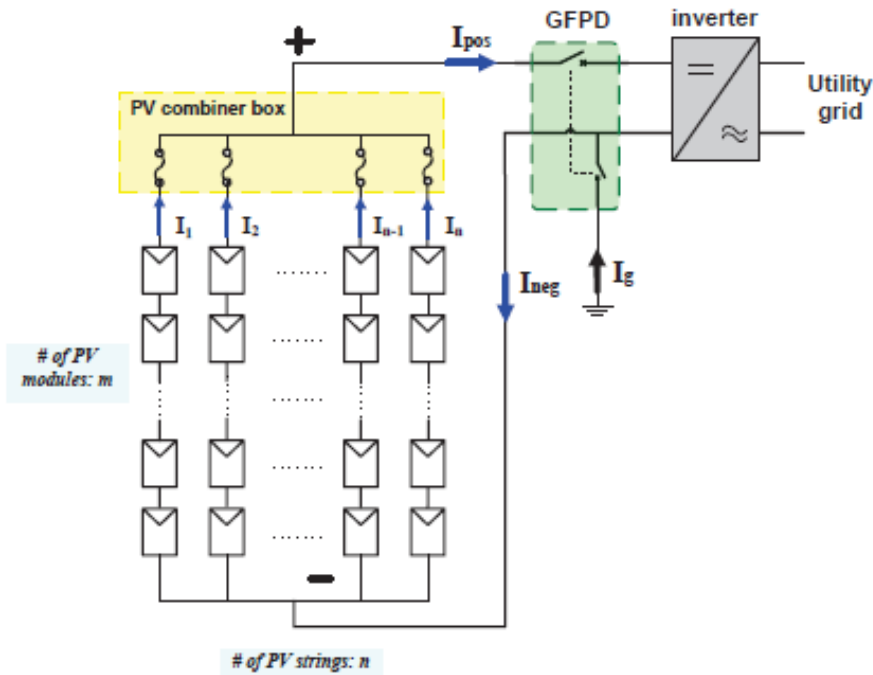 GFPD
inverter
+
Ipos
PV combiner box
Utility
grid
I1
I2
In-1
In
.......
Ineg
Ig
.......
# of PV
modules: m
.......
.......
.......
-
# of PV strings: n